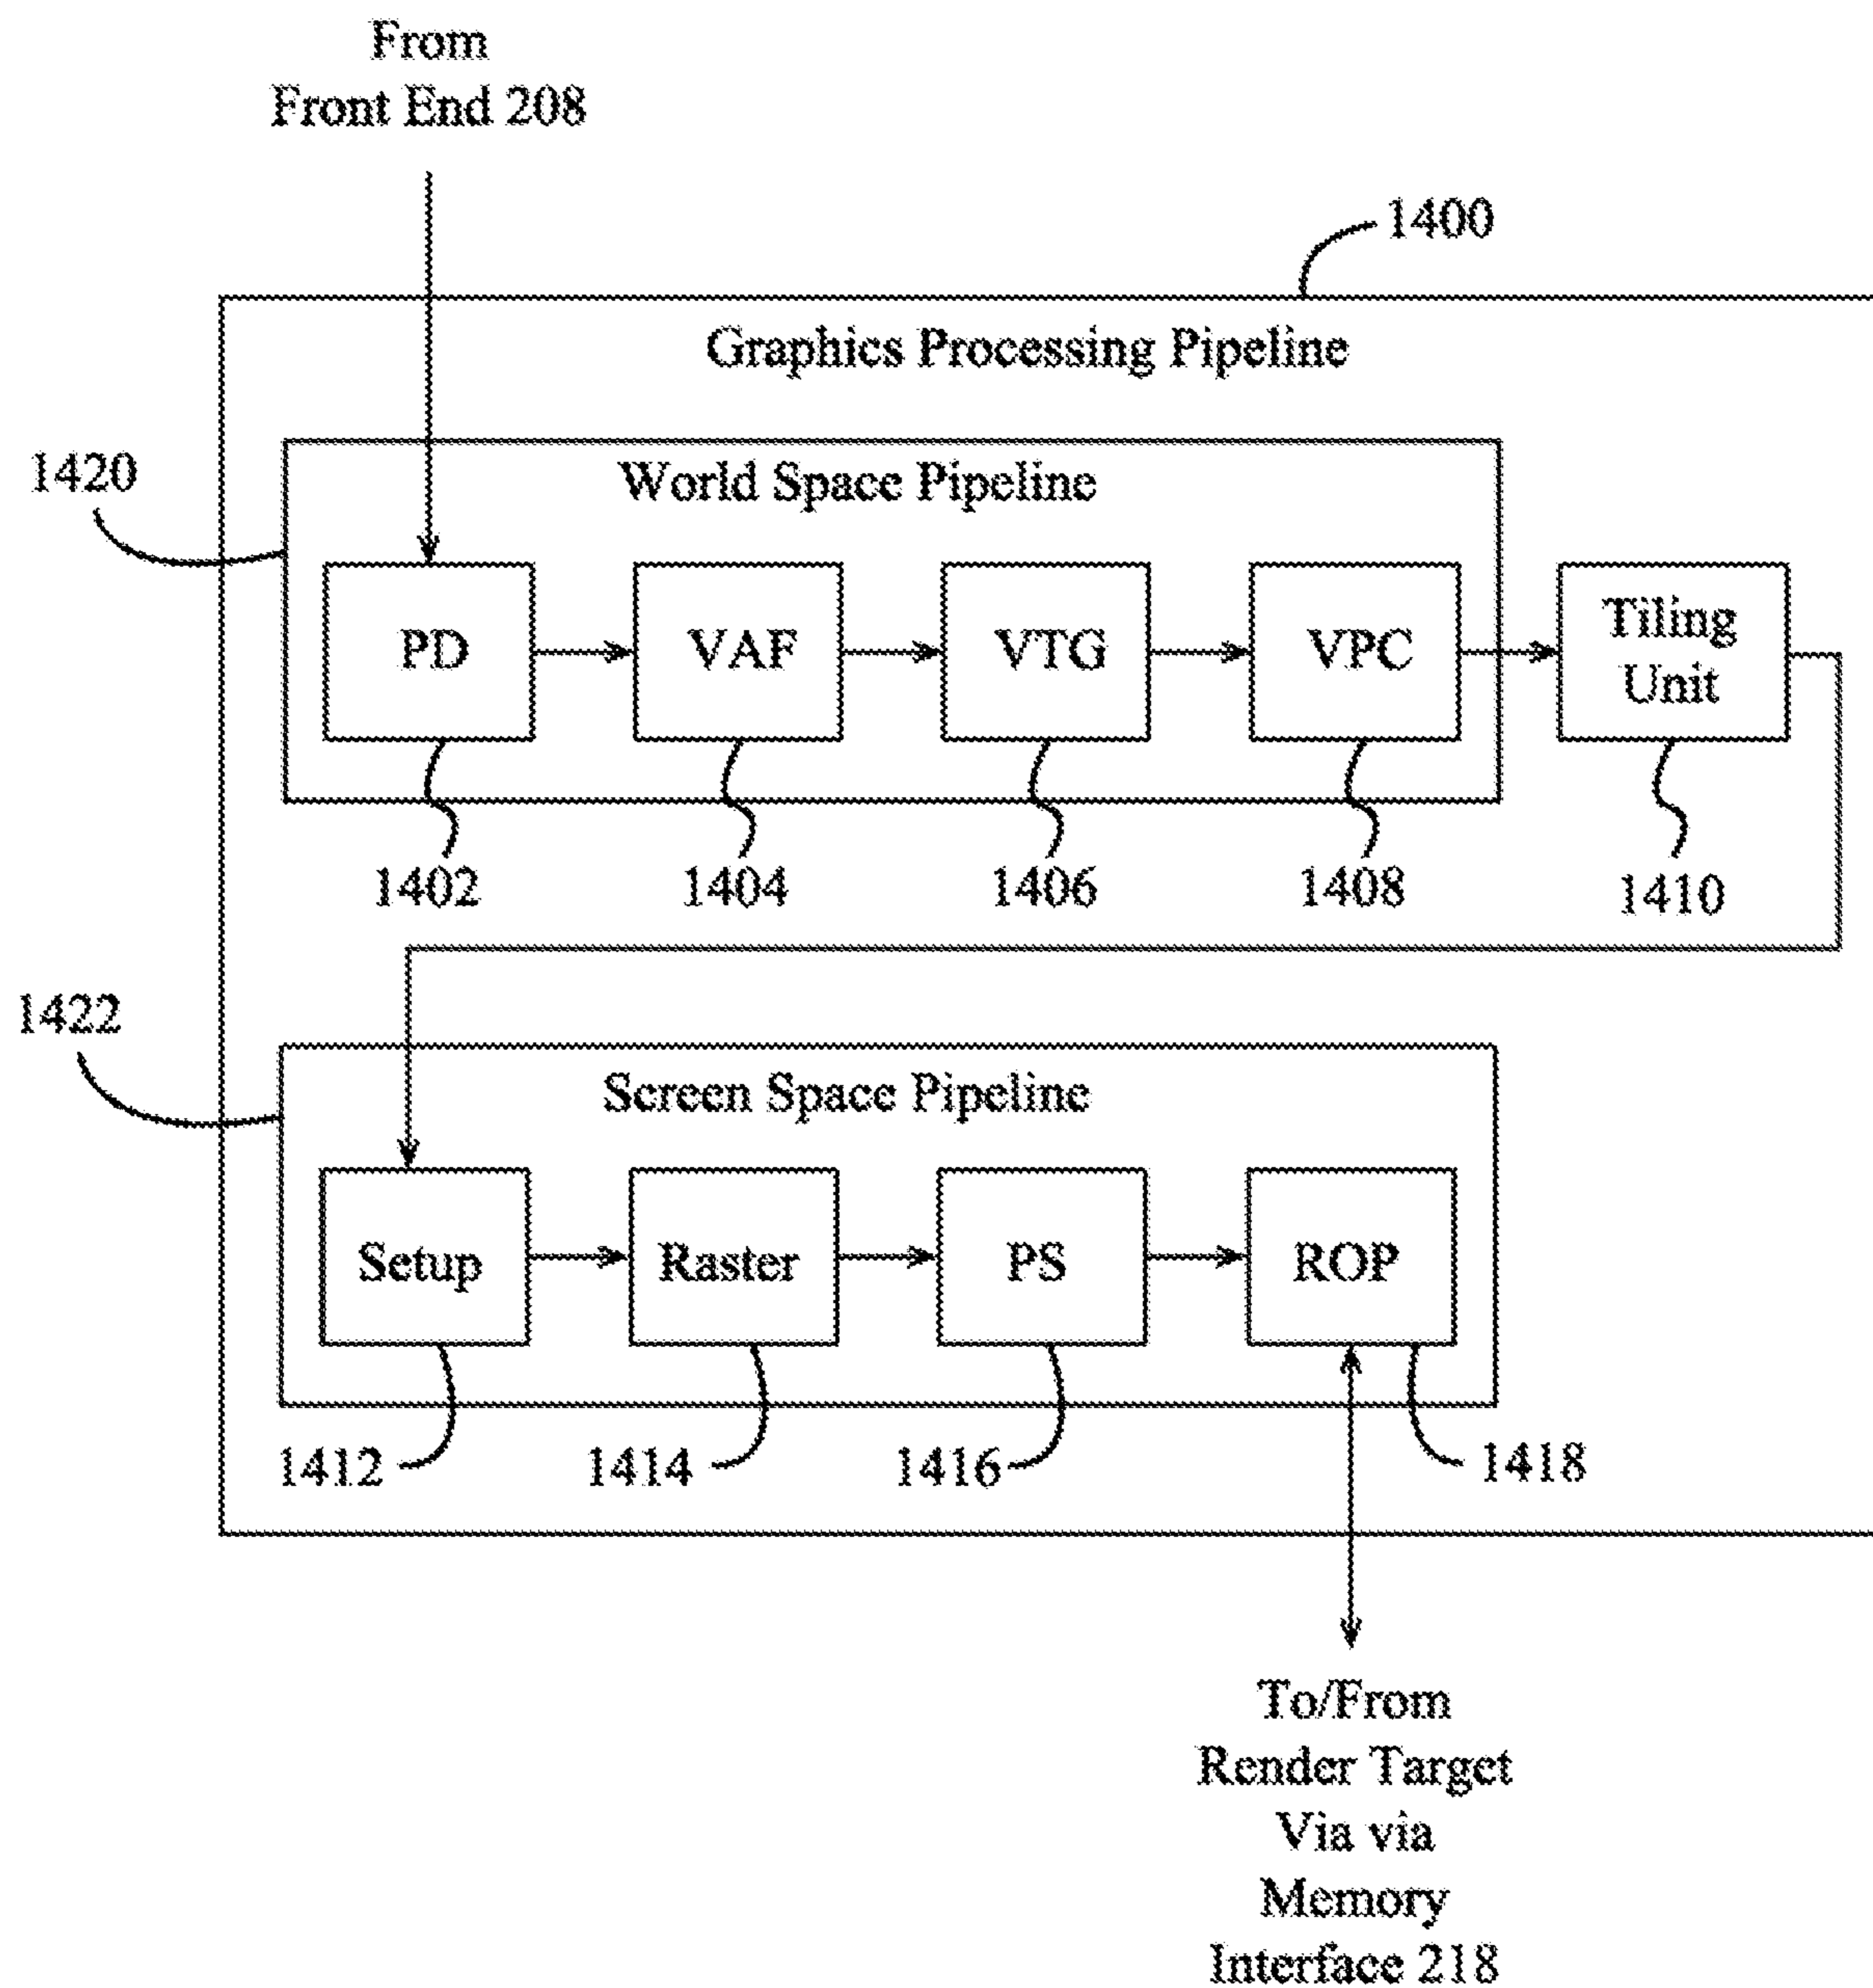 From
Front End 208
1400
Graphics Processing Pipeline
1420
World Space Pipeline
PD
VAF
VTG
VPC
Tiling
Unit
1402
1404
1406
1408
1410
1422
Screen Space Pipeline
Setup
Raster
PS
ROP
1412
1414
1416
1418
To/From
Render Target
Via via
Memory
Interface 218